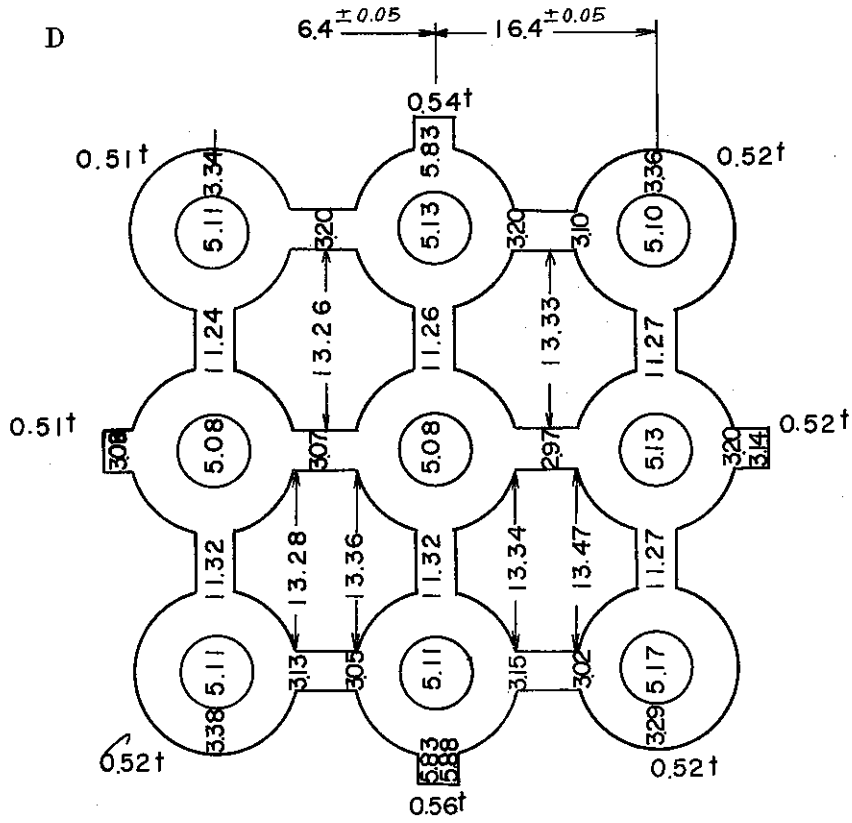 6.4 ±0.05 16.4 ±0.05
D
0.54t
0.51t 3.34 5.83 3.36 0.52t
5.11 3.20 5.13 3.20 3.10 5.10
11.24 13.26 11.26 13.33 11.27
0.51t 3.08 5.08 3.07 5.08 2.97 5.13 3.20 3.14 0.52t
11.32 13.28 13.36 11.32 13.34 13.47 11.27
5.11 3.13 3.05 5.11 3.15 3.02 5.17
3.38 3.29
0.52t 5.83 5.88 0.52t
0.56t